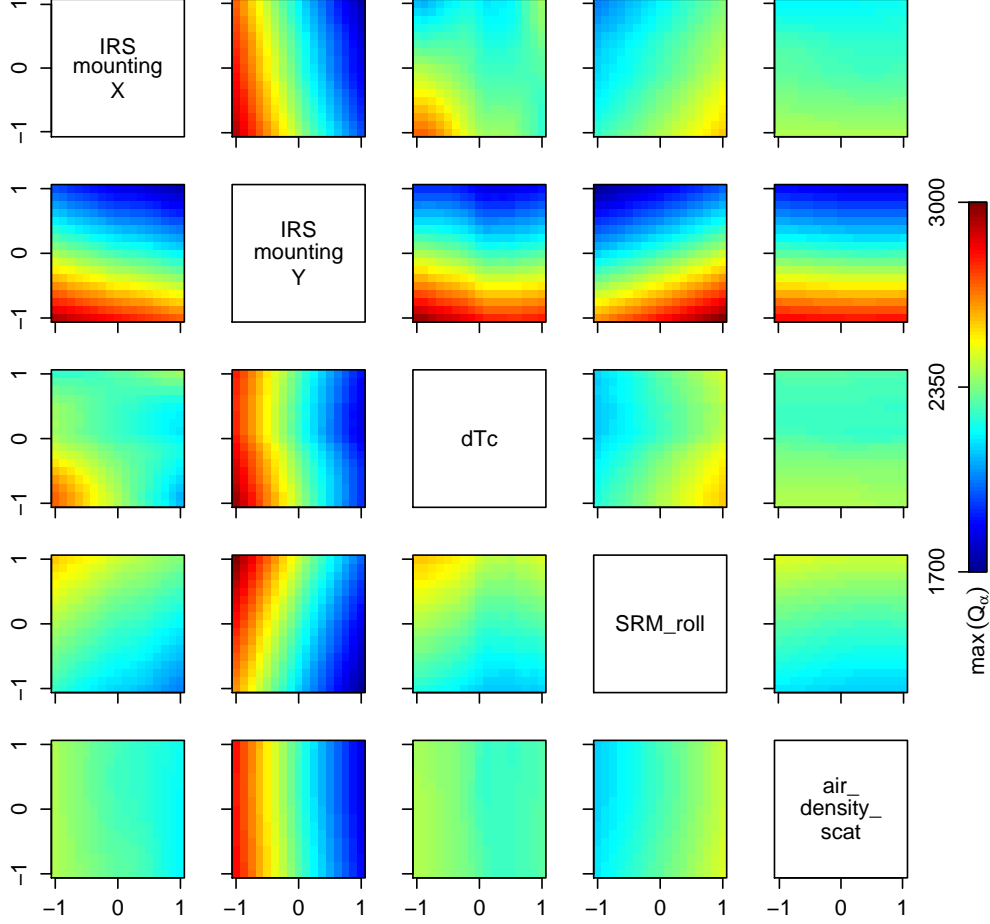 1
0
−1
IRS
mounting
X
1
0
−1
IRS
mounting
Y
1
0
−1
dTc
1
0
−1
SRM_roll
1
0
−1
air_
density_
scat
−1 0 1 −1 0 1 −1 0 1 −1 0 1 −1 0 1
3000
2350
1700
max(Qα)